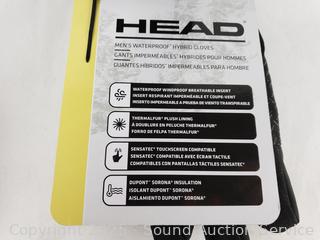 HEAD
MEN'S WATERPROOF HYBRID GLOVES
GANTS IMPERMÉABLES HYBRIDES POUR HOMMES
GUANTES HÍBRIDOS IMPERMEABLES PARA HOMBRE
WATERPROOF WINDPROOF BREATHABLE INSERT
INSERT RESPIRANT IMPERMÉABLE ET COUPE-VENT
INSERTO IMPERMEABLE A PRUEBA DE VIENTO TRANSPIRABLE
THERMALFUR™ PLUSH LINING
À DOUBLURE EN PELUCHE THERMALFUR™
FORRO DE FELPA THERMALFUR™
SENSATEC™ TOUCHSCREEN COMPATIBLE
SENSATEC™ COMPATIBLE AVEC ÉCRAN TACTILE
COMPATIBLES CON PANTALLAS TÁCTILES SENSATEC™
DUPONT™ SORONA® INSULATION
ISOLANT DUPONT™ SORONA®
AISLAMIENTO DUPONT™ SORONA®